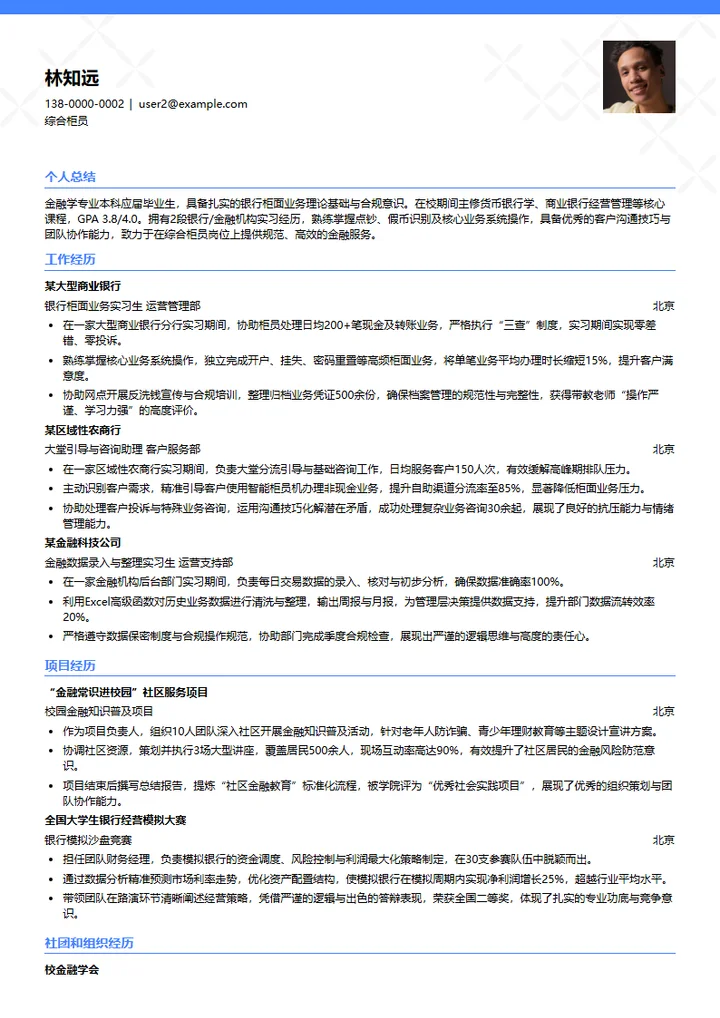 林知远
138-0000-0002 | user2@example.com
综合柜员
个人总结
金融学专业本科应届毕业生，具备扎实的银行柜面业务理论基础与合规意识。在校期间主修货币银行学、商业银行经营管理等核心
课程，GPA 3.8/4.0。拥有2段银行/金融机构实习经历，熟练掌握点钞、假币识别及核心业务系统操作，具备优秀的客户沟通技巧与
团队协作能力，致力于在综合柜员岗位上提供规范、高效的金融服务。
工作经历
某大型商业银行
银行柜面业务实习生 运营管理部 北京
• 在一家大型商业银行分行实习期间，协助柜员处理日均200+笔现金及转账业务，严格执行“三查”制度，实习期间实现零差
错、零投诉。
• 熟练掌握核心业务系统操作，独立完成开户、挂失、密码重置等高频柜面业务，将单笔业务平均办理时长缩短15%，提升客户满
意度。
• 协助网点开展反洗钱宣传与合规培训，整理归档业务凭证500余份，确保档案管理的规范性与完整性，获得带教老师“操作严
谨、学习力强”的高度评价。
某区域性农商行
大堂引导与咨询助理 客户服务部 北京
• 在一家区域性农商行实习期间，负责大堂分流引导与基础咨询工作，日均服务客户150人次，有效缓解高峰期排队压力。
• 主动识别客户需求，精准引导客户使用智能柜员机办理非现金业务，提升自助渠道分流率至85%，显著降低柜面业务压力。
• 协助处理客户投诉与特殊业务咨询，运用沟通技巧化解潜在矛盾，成功处理复杂业务咨询30余起，展现了良好的抗压能力与情绪
管理能力。
某金融科技公司
金融数据录入与整理实习生 运营支持部 北京
• 在一家金融机构后台部门实习期间，负责每日交易数据的录入、核对与初步分析，确保数据准确率100%。
• 利用Excel高级函数对历史业务数据进行清洗与整理，输出周报与月报，为管理层决策提供数据支持，提升部门数据流转效率
20%。
• 严格遵守数据保密制度与合规操作规范，协助部门完成季度合规检查，展现出严谨的逻辑思维与高度的责任心。
项目经历
“金融常识进校园”社区服务项目
校园金融知识普及项目 北京
• 作为项目负责人，组织10人团队深入社区开展金融知识普及活动，针对老年人防诈骗、青少年理财教育等主题设计宣讲方案。
• 协调社区资源，策划并执行3场大型讲座，覆盖居民500余人，现场互动率高达90%，有效提升了社区居民的金融风险防范意
识。
• 项目结束后撰写总结报告，提炼“社区金融教育”标准化流程，被学院评为“优秀社会实践项目”，展现了优秀的组织策划与团
队协作能力。
全国大学生银行经营模拟大赛
银行模拟沙盘竞赛 北京
• 担任团队财务经理，负责模拟银行的资金调度、风险控制与利润最大化策略制定，在30支参赛队伍中脱颖而出。
• 通过数据分析精准预测市场利率走势，优化资产配置结构，使模拟银行在模拟周期内实现净利润增长25%，超越行业平均水平。
• 带领团队在路演环节清晰阐述经营策略，凭借严谨的逻辑与出色的答辩表现，荣获全国二等奖，体现了扎实的专业功底与竞争意
识。
社团和组织经历
校金融学会